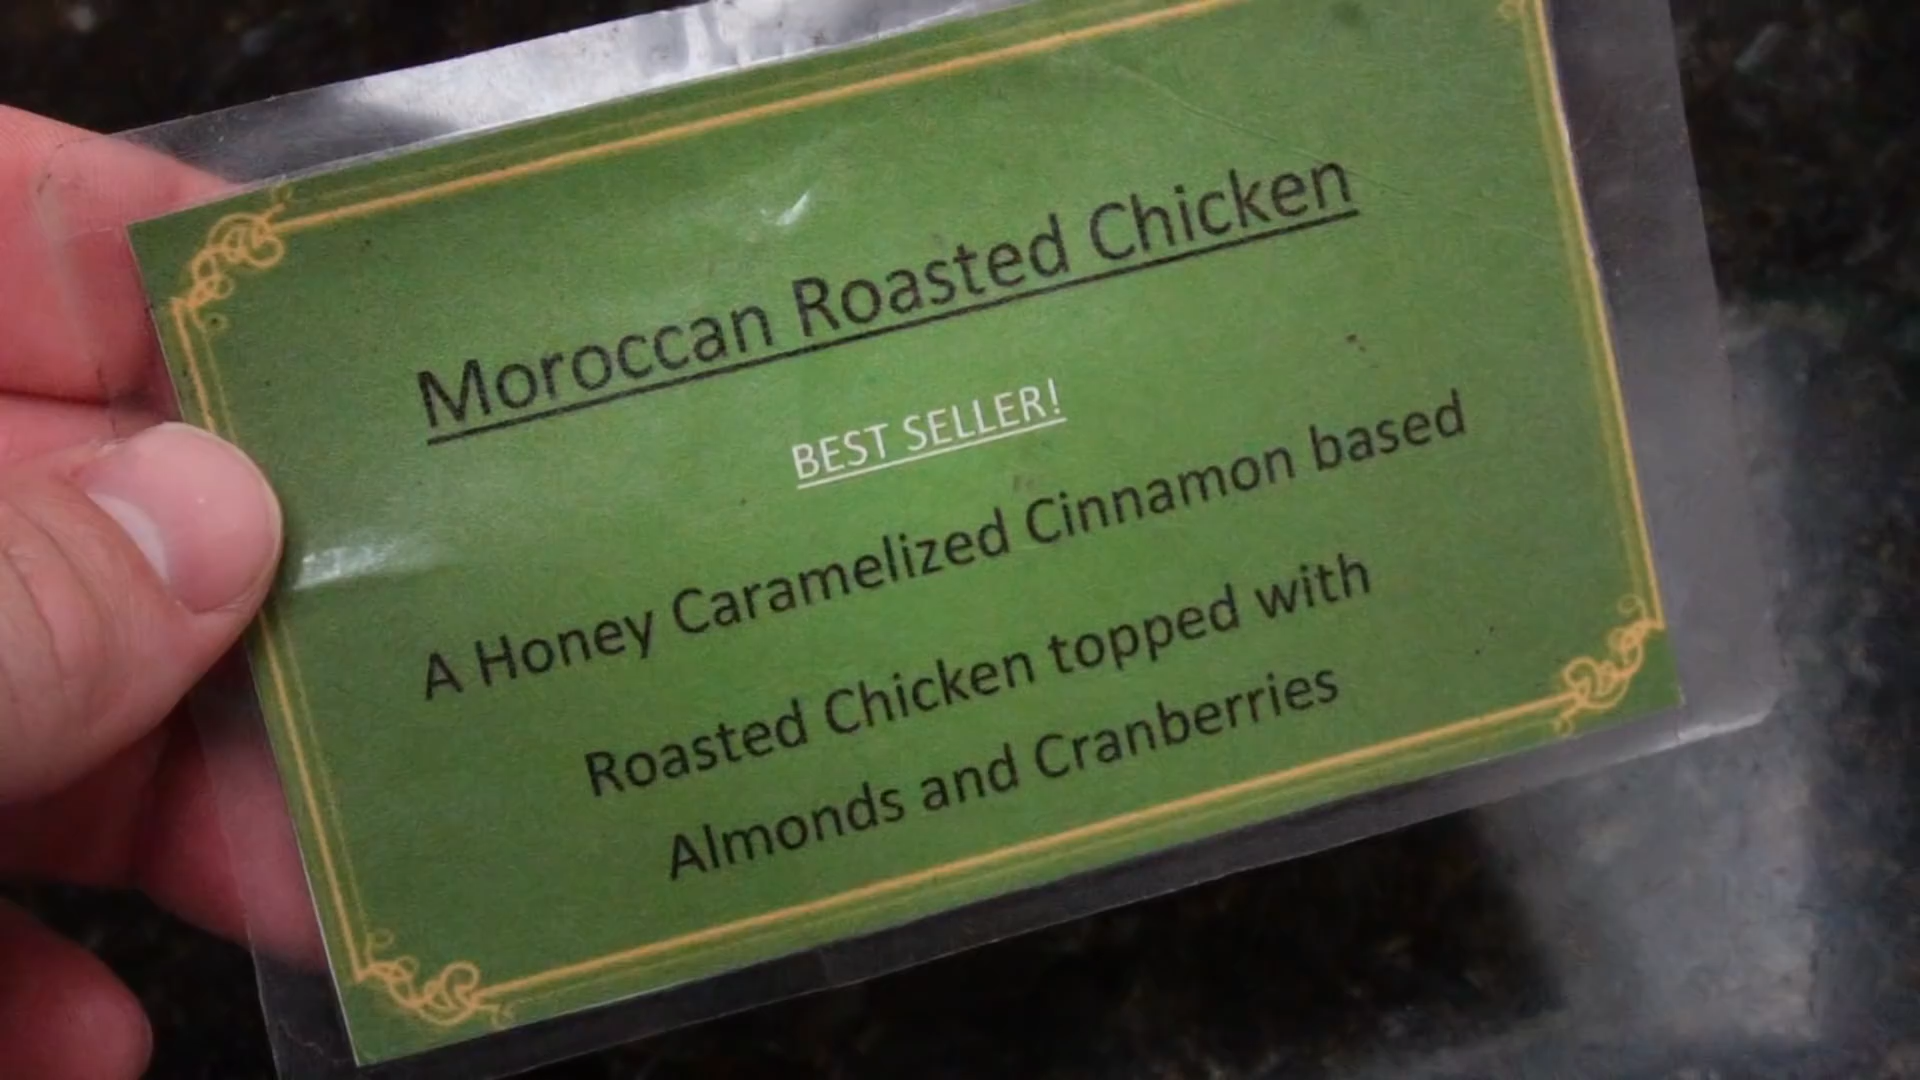 Moroccan Roasted Chicken
BEST SELLER!
A Honey Caramelized Cinnamon based
Roasted Chicken topped with
Almonds and Cranberries